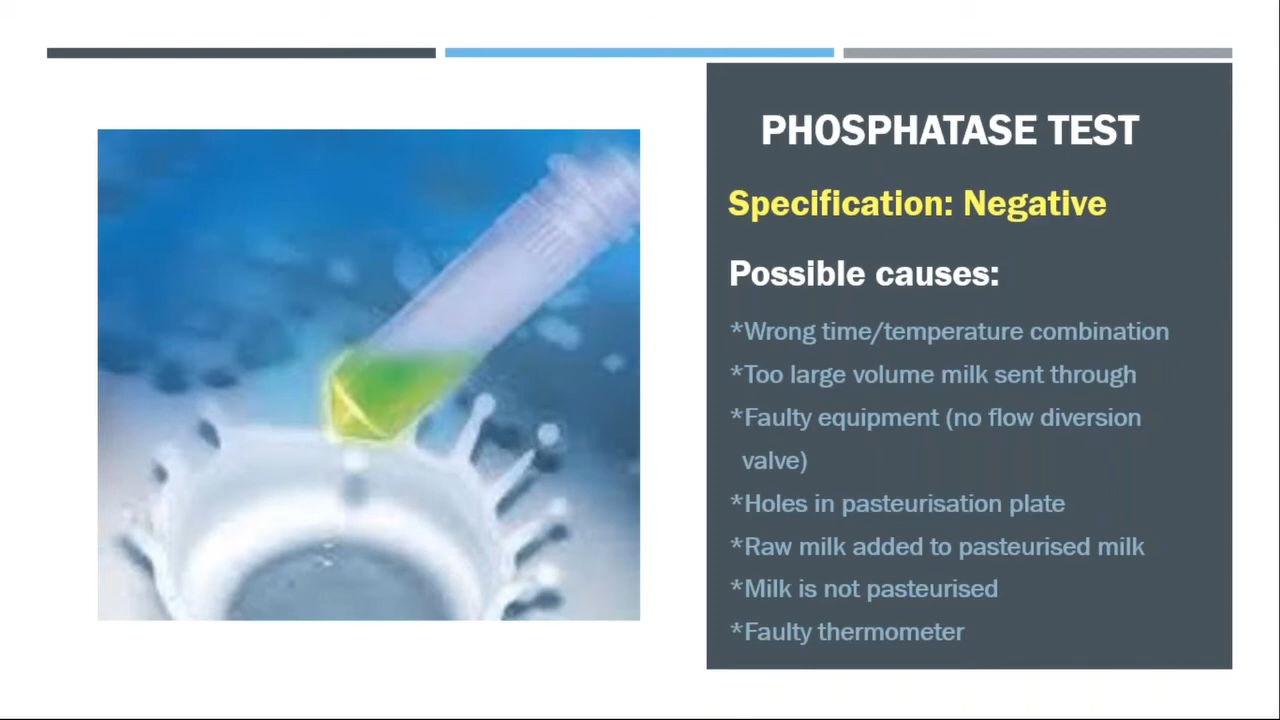 PHOSPHATASE TEST
Specification: Negative
Possible causes:
*Wrong time/temperature combination
*Too large volume milk sent through
*Faulty equipment (no flow diversion
valve)
*Holes in pasteurisation plate
*Raw milk added to pasteurised milk
*Milk is not pasteurised
*Faulty thermometer